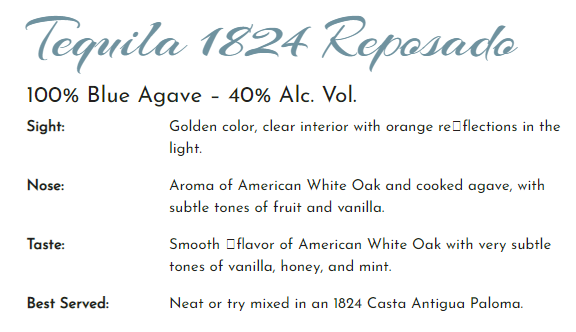 Tequila 1824 Reposado
100% Blue Agave – 40% Alc. Vol.
Sight: Golden color, clear interior with orange re□flections in the
light.
Nose: Aroma of American White Oak and cooked agave, with
subtle tones of fruit and vanilla.
Taste: Smooth □flavor of American White Oak with very subtle
tones of vanilla, honey, and mint.
Best Served: Neat or try mixed in an 1824 Casta Antigua Paloma.